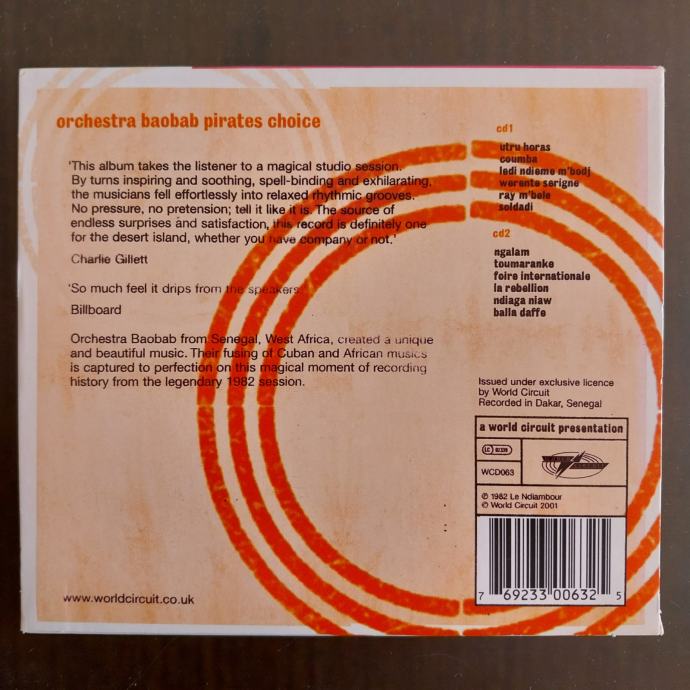 orchestra baobab pirates choice
'This album takes the listener to a magical studio session.
By turns inspiring and soothing, spell-binding and exhilarating,
the musicians fell effortlessly into relaxed rhythmic grooves.
No pressure, no pretension; tell it like it is. The source of
endless surprises and satisfaction, this record is definitely one
for the desert island, whether you have company or not.'
Charlie Gillett
'So much feel it drips from the speakers.'
Billboard
Orchestra Baobab from Senegal, West Africa, created a unique
and beautiful music. Their fusing of Cuban and African musics
is captured to perfection on this magical moment of recording
history from the legendary 1982 session.
www.worldcircuit.co.uk
cd1
utru horas
coumba
ledi ndieme m'bodj
werente serigne
ray m'bele
soldadi
cd2
ngalam
toumaranke
foire internationale
la rebellion
ndiaga niaw
balla daffe
Issued under exclusive licence
by World Circuit
Recorded in Dakar, Senegal
a world circuit presentation
LC
WCD063
℗ 1982 Le Ndiambour
© World Circuit 2001
7 69233 00632 5